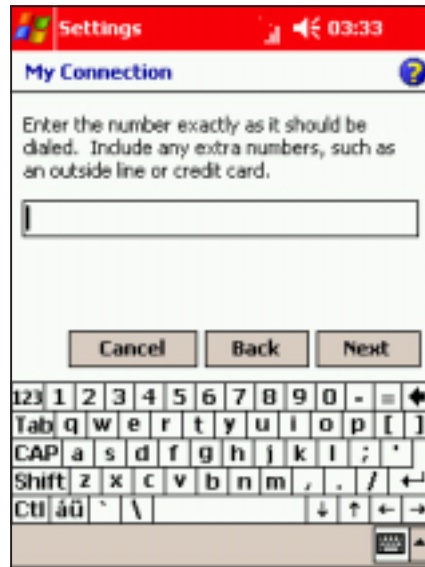 Settings 03:33
My Connection ?
Enter the number exactly as it should be
dialed. Include any extra numbers, such as
an outside line or credit card.
Cancel Back Next
123 1 2 3 4 5 6 7 8 9 0 - =
Tab q w e r t y u i o p [ ]
CAP a s d f g h j k l ; '
Shift z x c v b n m , . /
Ctl áü ` \